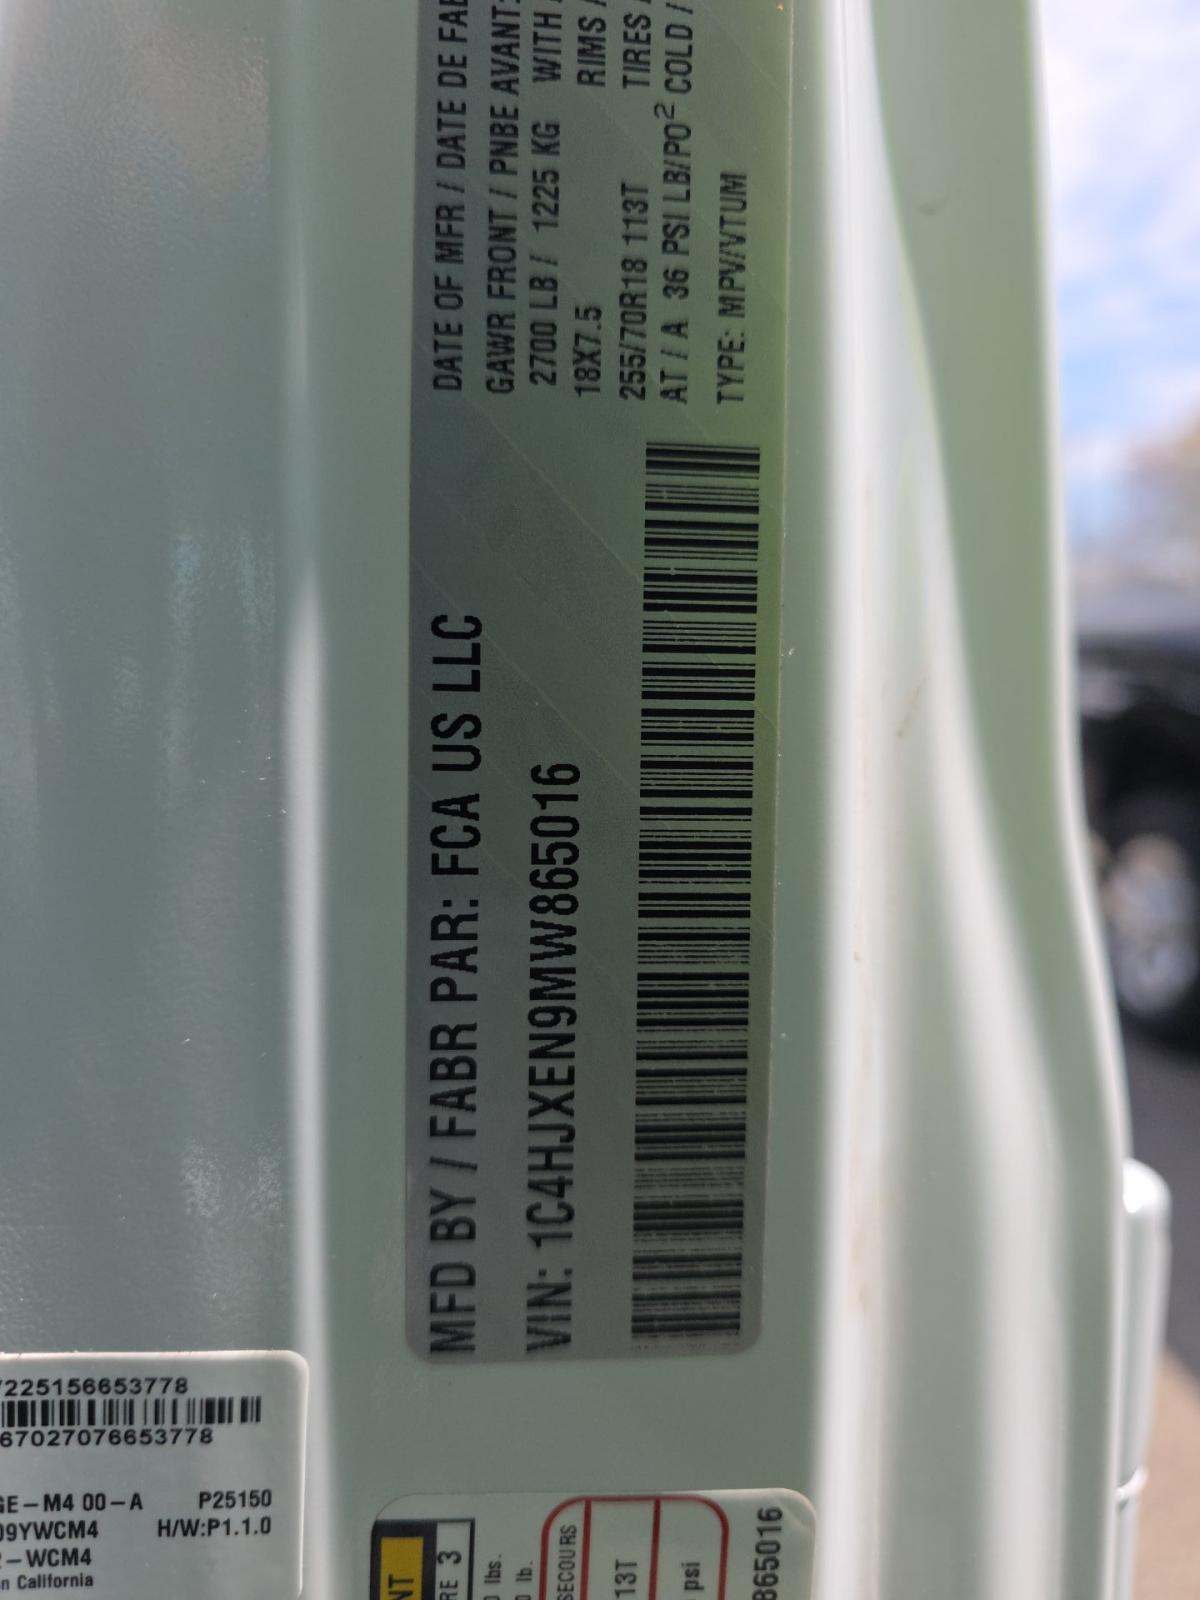 MFD BY / FABR PAR: FCA US LLC
VIN: 1C4HJXEN9MW865016
DATE OF MFR / DATE DE
GAWR FRONT / PNBE AVANT:
2700 LB / 1225 KG WITH
18X7.5 RIMS /
255/70R18 113T TIRES
AT / A 36 PSI LB/PO² COLD /
TYPE: MPV/VTUM
7225156653778
67027076653778
GE-M4 00-A P25150
09YWCM4 H/W:P1.1.0
-WCM4
California
NT
RE 3
lbs.
lb.
SECOURS
13T
psi
865016